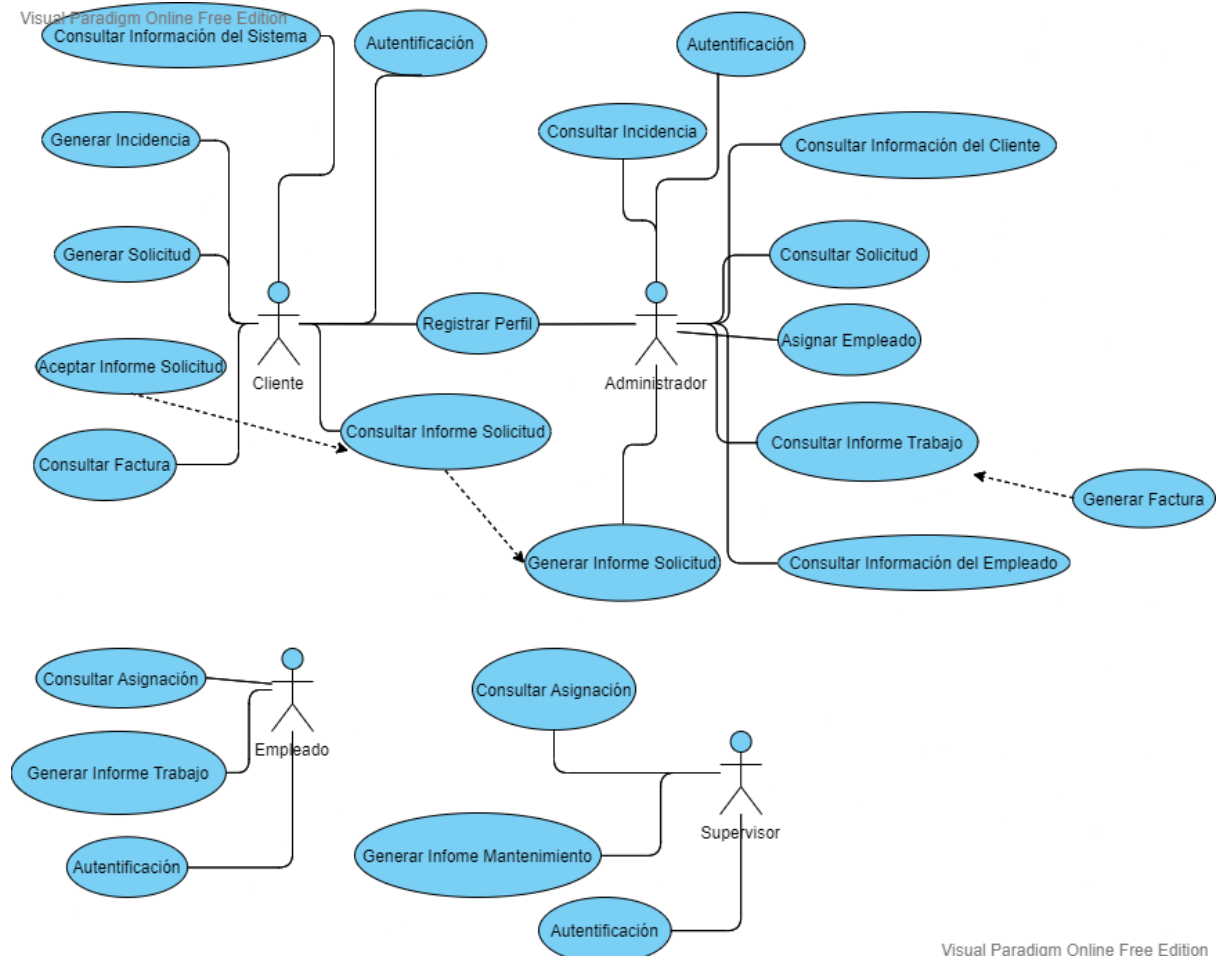 Visual Paradigm Online Free Edition
Consultar Información del Sistema
Autentificación
Autentificación
Generar Incidencia
Consultar Incidencia
Consultar Información del Cliente
Generar Solicitud
Consultar Solicitud
Registrar Perfil
Asignar Empleado
Aceptar Informe Solicitud
Cliente
Administrador
Consultar Informe Solicitud
Consultar Informe Trabajo
Consultar Factura
Generar Factura
Generar Informe Solicitud
Consultar Información del Empleado
Consultar Asignación
Consultar Asignación
Empleado
Generar Informe Trabajo
Supervisor
Generar Infome Mantenimiento
Autentificación
Autentificación
Visual Paradigm Online Free Edition